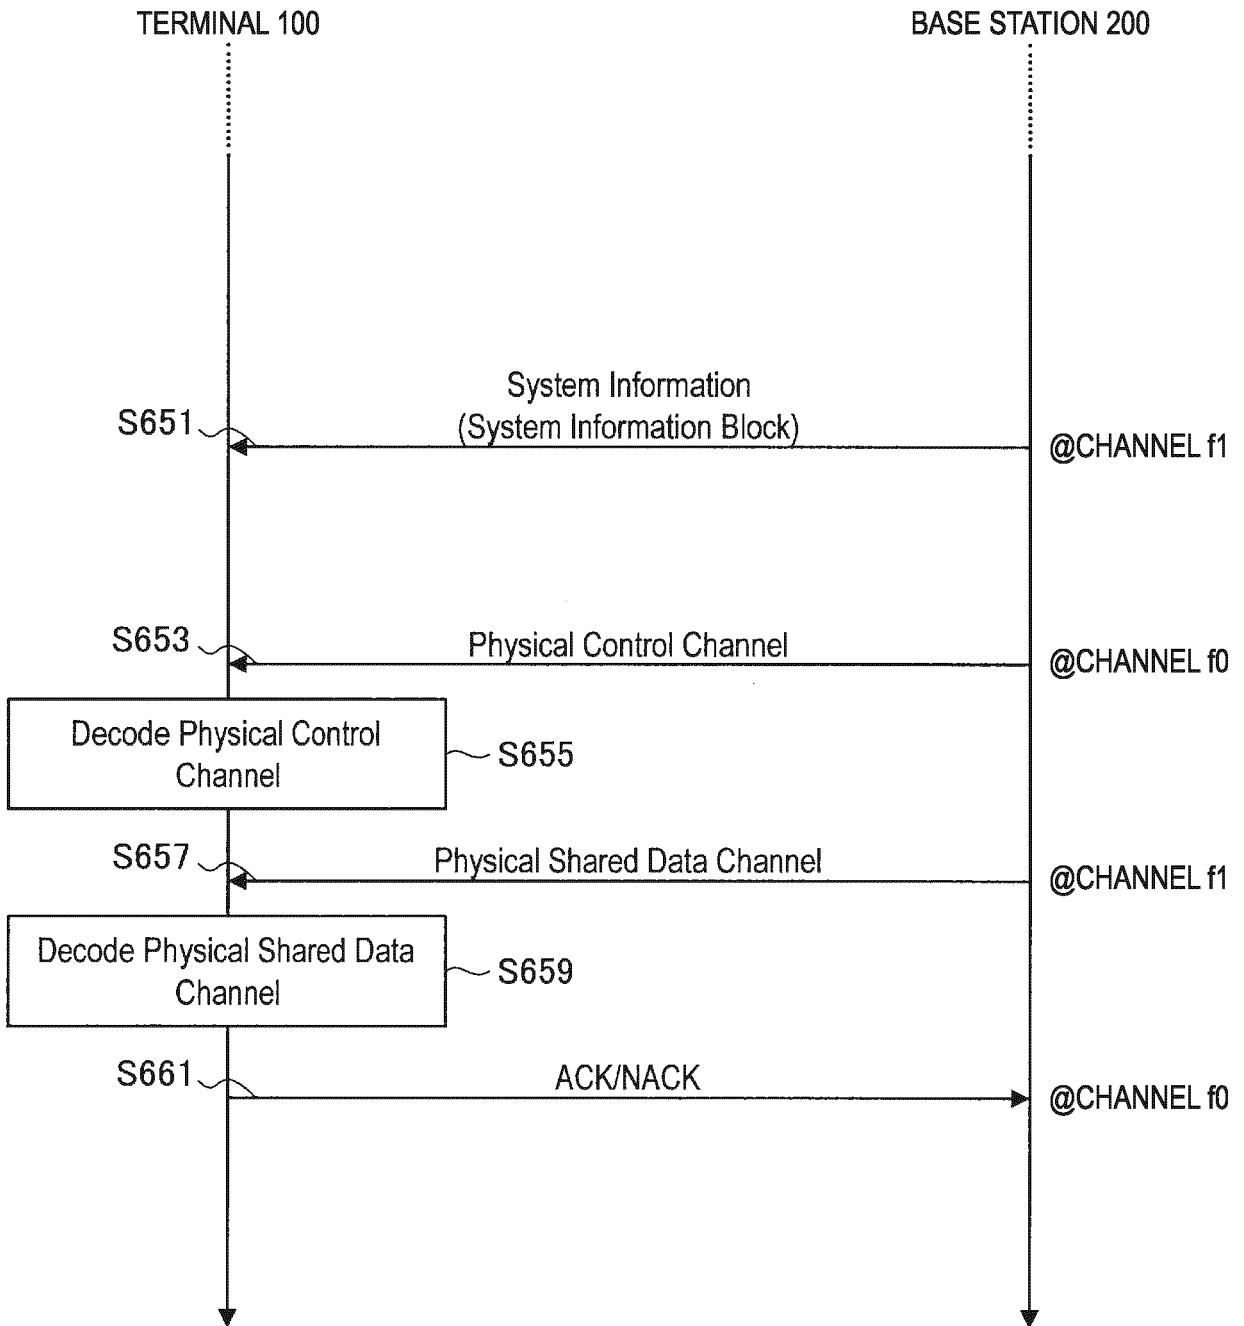 TERMINAL 100
BASE STATION 200
System Information
(System Information Block)
S651
@CHANNEL f1
S653
Physical Control Channel
@CHANNEL f0
Decode Physical Control
Channel
S655
S657
Physical Shared Data Channel
@CHANNEL f1
Decode Physical Shared Data
Channel
S659
S661
ACK/NACK
@CHANNEL f0